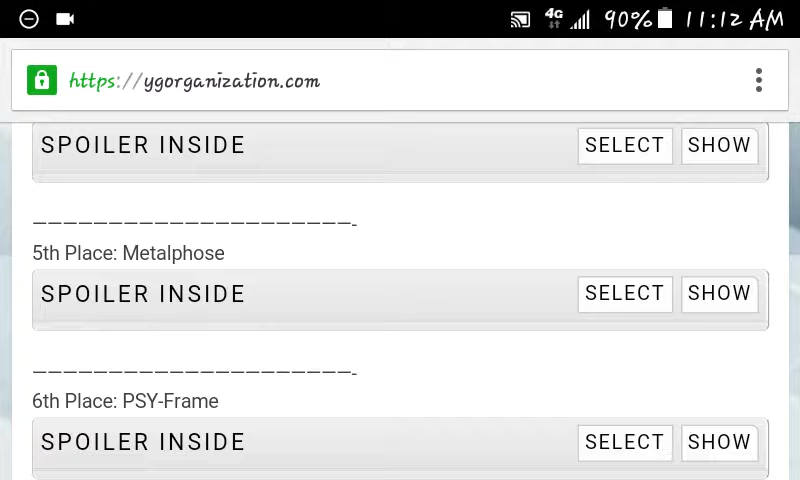 4G 90% 11:12 AM
https://ygorganization.com
SPOILER INSIDE SELECT SHOW
—————————————————————-
5th Place: Metalphose
SPOILER INSIDE SELECT SHOW
—————————————————————-
6th Place: PSY-Frame
SPOILER INSIDE SELECT SHOW